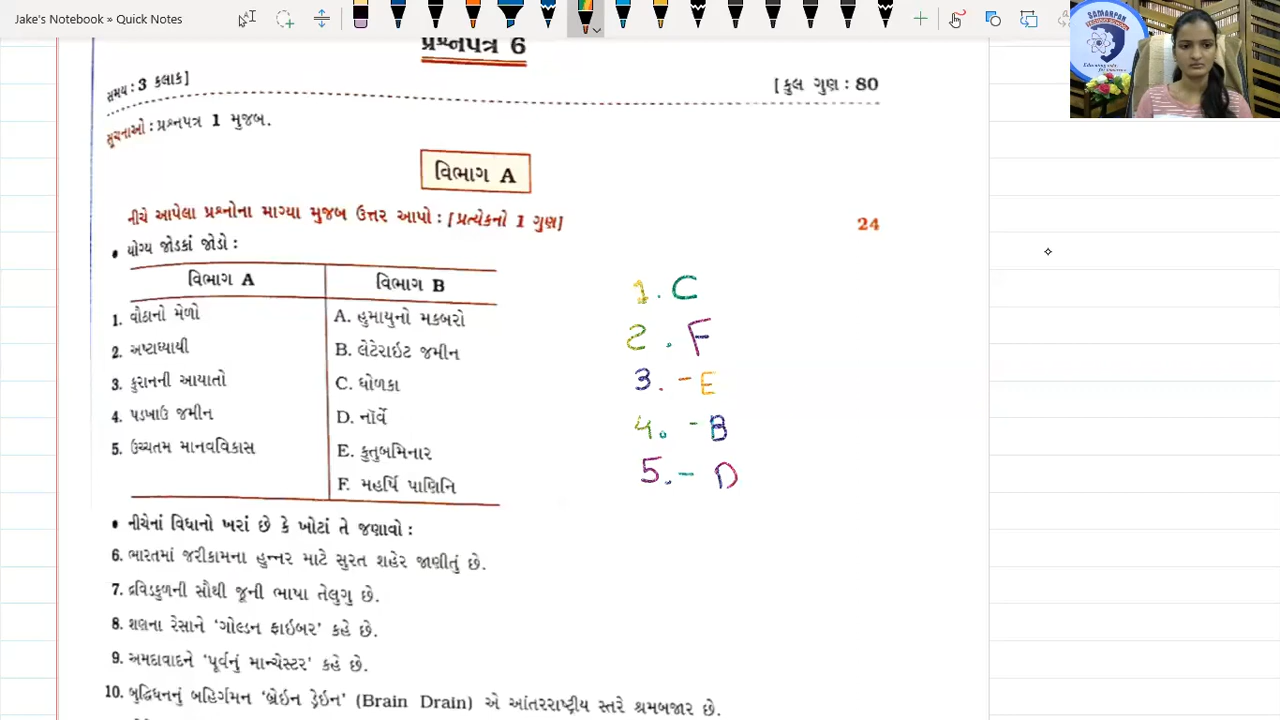 Jake's Notebook » Quick Notes
પ્રશ્નપત્ર 6
સમય : 3 કલાક]
[ કુલ ગુણ : 80
સૂચનાઓ : પ્રશ્નપત્ર 1 મુજબ.
વિભાગ A
નીચે આપેલા પ્રશ્નોના માગ્યા મુજબ ઉત્તર આપો : [પ્રત્યેકનો 1 ગુણ]
24
• યોગ્ય જોડકાં જોડો :
વિભાગ A
વિભાગ B
1. વૌઠાનો મેળો
A. હુમાયુનો મકબરો
2. અષ્ટાધ્યાયી
B. લેટેરાઇટ જમીન
3. કુરાનની આયાતો
C. ધોળકા
4. પડખાઉ જમીન
D. નૉર્વે
5. ઉચ્ચતમ માનવવિકાસ
E. કુતુબમિનાર
F. મહર્ષિ પાણિનિ
1. C
2. F
3. - E
4. - B
5. - D
• નીચેનાં વિધાનો ખરાં છે કે ખોટાં તે જણાવો :
6. ભારતમાં જરીકામના હુન્નર માટે સુરત શહેર જાણીતું છે.
7. દ્રવિડકુળની સૌથી જૂની ભાષા તેલુગુ છે.
8. શણના રેસાને ‘ગોલ્ડન ફાઇબર’ કહે છે.
9. અમદાવાદને ‘પૂર્વનું માન્ચેસ્ટર’ કહે છે.
10. બુદ્ધિધનનું બહિર્ગમન ‘બ્રેઇન ડ્રેઇન’ (Brain Drain) એ આંતરરાષ્ટ્રીય સ્તરે શ્રમબજાર છે.
SAMARPAN